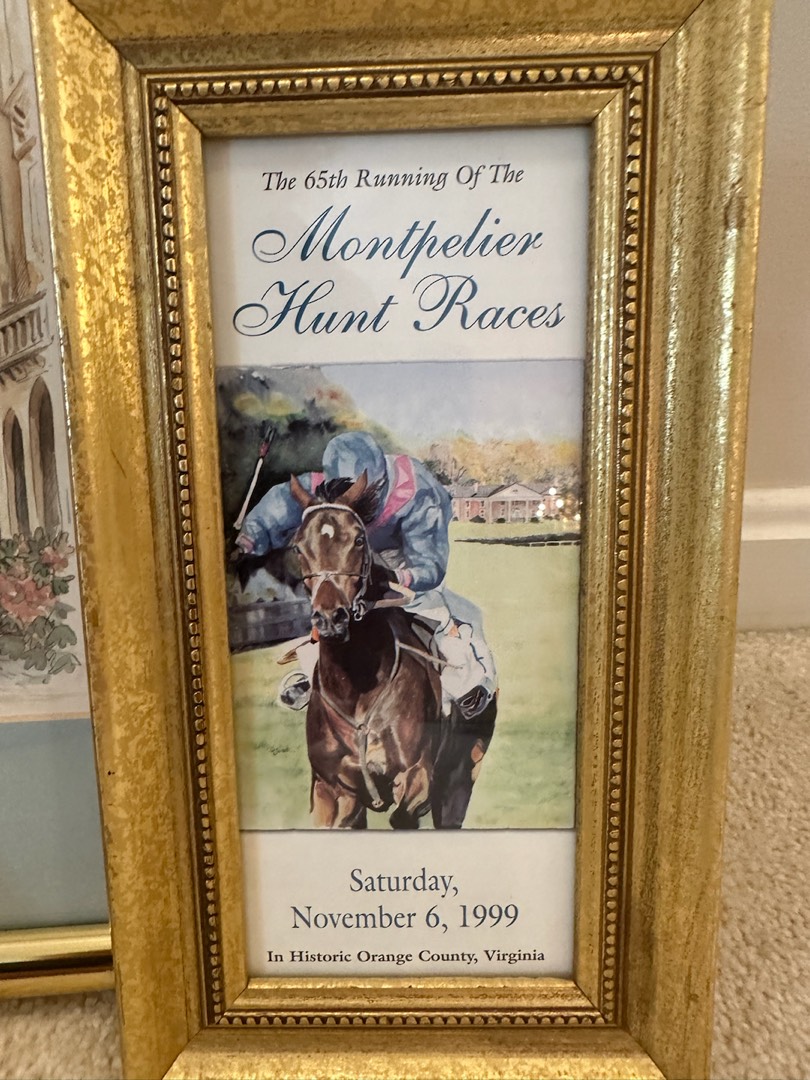 The 65th Running Of The
Montpelier
Hunt Races
Saturday,
November 6, 1999
In Historic Orange County, Virginia